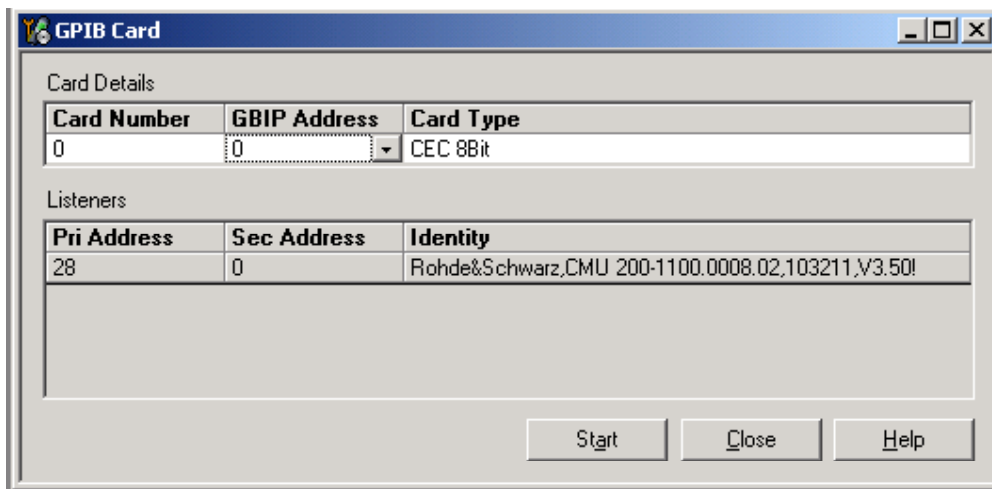 GPIB Card
Card Details
Card Number GBIP Address Card Type
0 0 CEC 8Bit
Listeners
Pri Address Sec Address Identity
28 0 Rohde&Schwarz,CMU 200-1100.0008.02,103211,V3.50!
Start Close Help